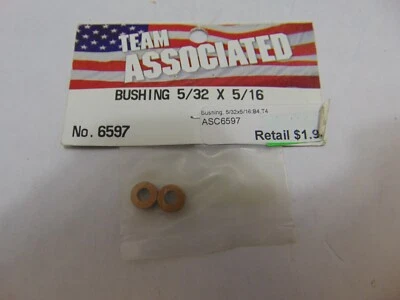 TEAM
ASSOCIATED
BUSHING 5/32 X 5/16
Bushing, 5/32x5/16:B4,T4
ASC6597
No. 6597
Retail $1.9